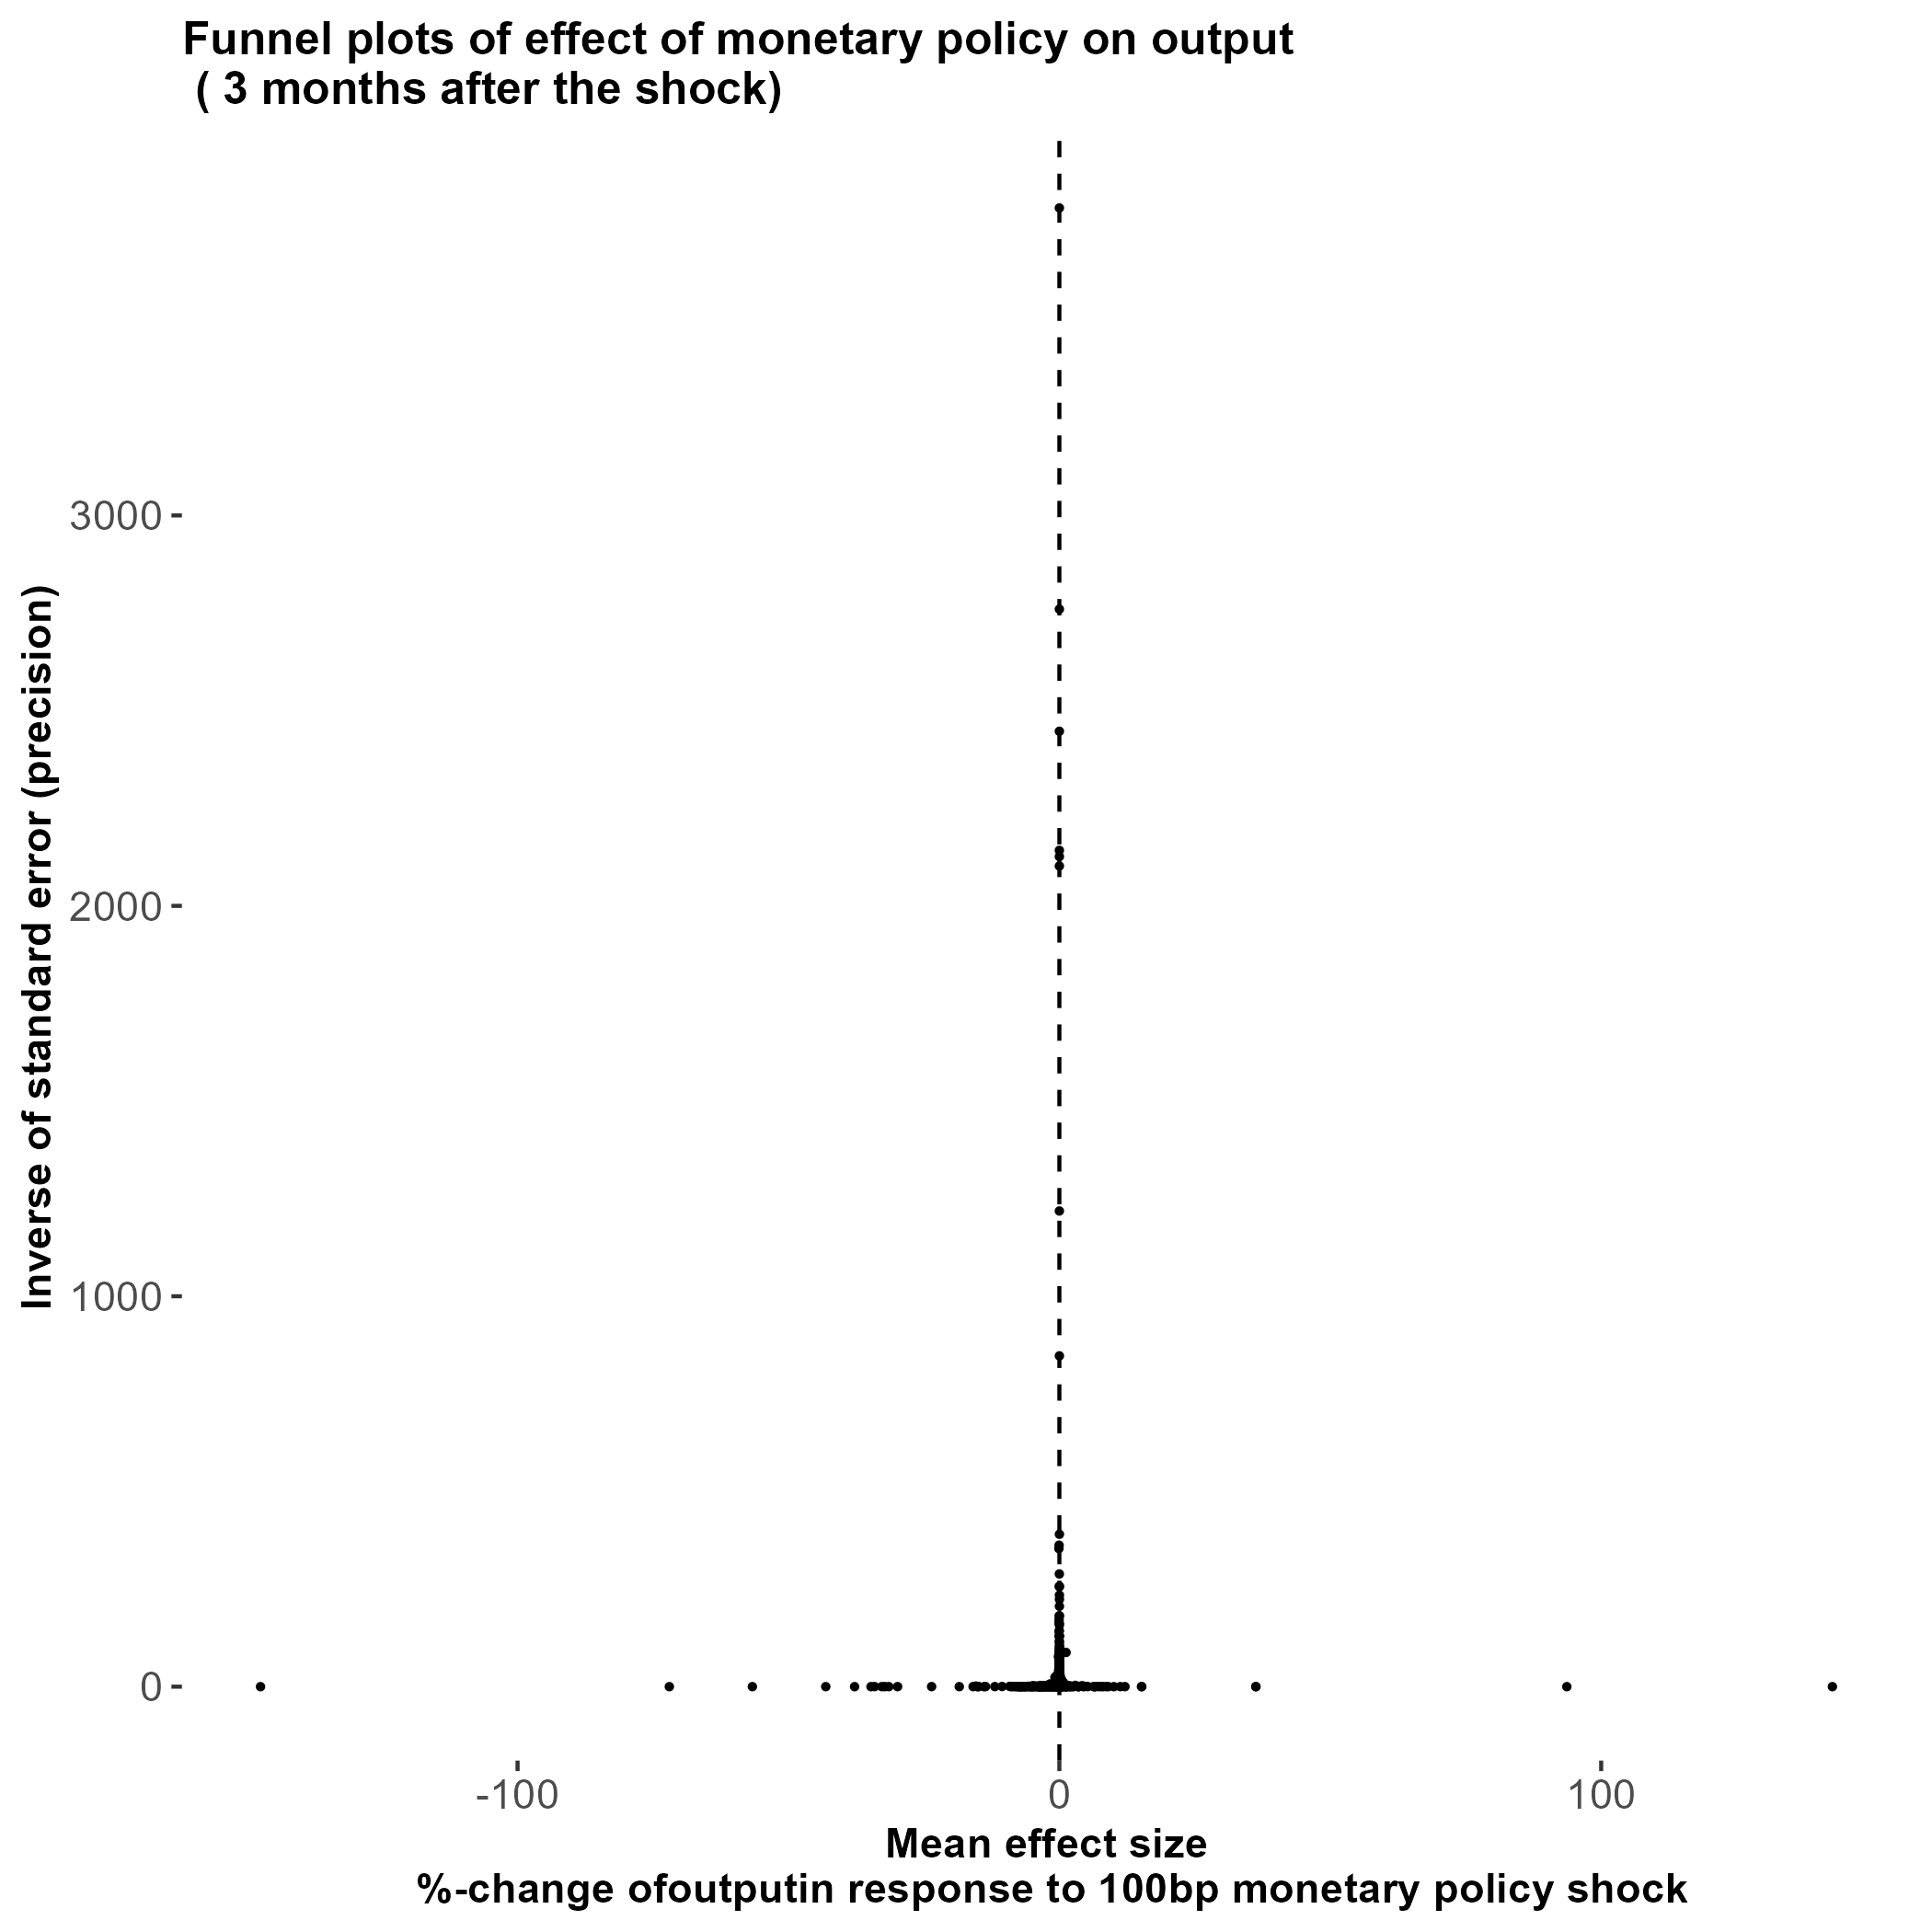 Funnel plots of effect of monetary policy on output
( 3 months after the shock)
Inverse of standard error (precision)
3000
2000
1000
0
-100
0
100
Mean effect size
%-change ofoutputin response to 100bp monetary policy shock